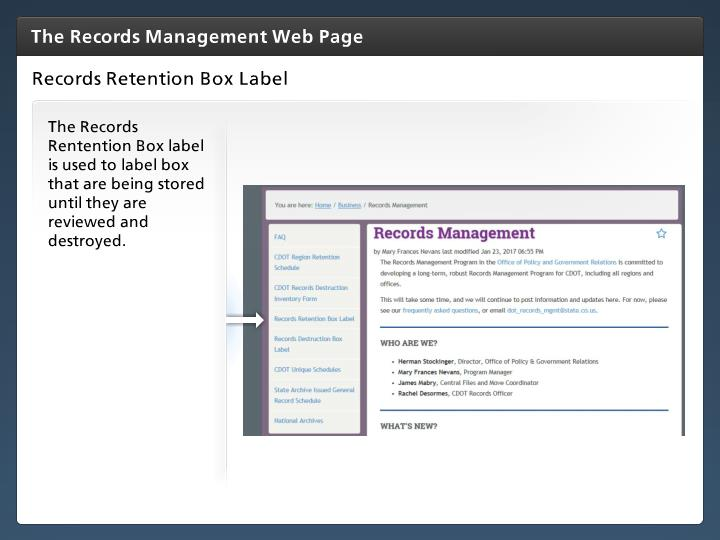 The Records Management Web Page
Records Retention Box Label
The Records
Rentention Box label
is used to label box
that are being stored
until they are
reviewed and
destroyed.
You are here: Home / Business / Records Management
FAQ
CDOT Region Retention
Schedule
CDOT Records Destruction
Inventory Form
Records Retention Box Label
Records Destruction Box
Label
CDOT Unique Schedules
State Archive Issued General
Record Schedule
National Archives
Records Management
by Mary Frances Nevans last modified Jan 23, 2017 06:55 PM
The Records Management Program in the Office of Policy and Government Relations is committed to
developing a long-term, robust Records Management Program for CDOT, including all regions and
offices.
This will take some time, and we will continue to post information and updates here. For now, please
see our frequently asked questions, or email dot_records_mgmt@state.co.us.
WHO ARE WE?
• Herman Stockinger, Director, Office of Policy & Government Relations
• Mary Frances Nevans, Program Manager
• James Mabry, Central Files and Move Coordinator
• Rachel Desormes, CDOT Records Officer
WHAT'S NEW?